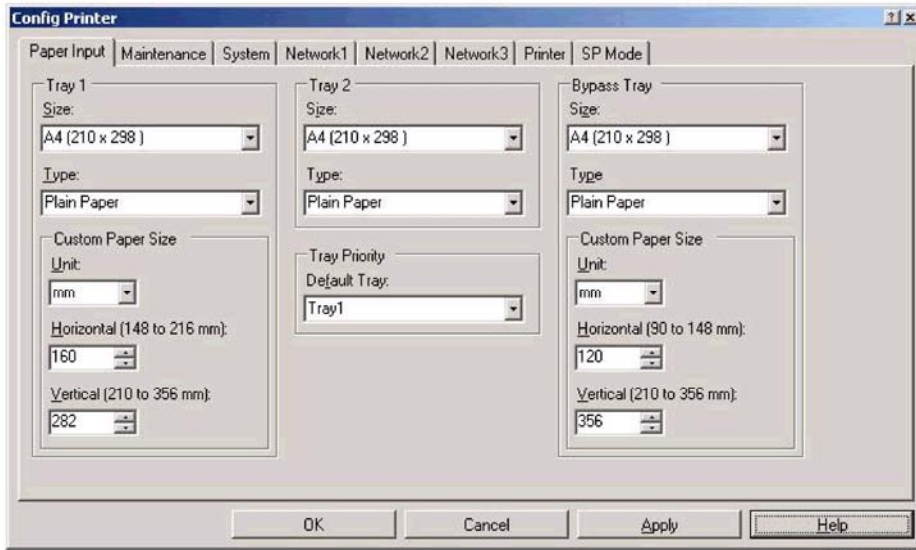 Config Printer
Paper Input Maintenance System Network1 Network2 Network3 Printer SP Mode
Tray 1
Size:
A4 (210 x 298 )
Type:
Plain Paper
Custom Paper Size
Unit:
mm
Horizontal (148 to 216 mm):
160
Vertical (210 to 356 mm):
282
Tray 2
Size:
A4 (210 x 298 )
Type:
Plain Paper
Tray Priority
Default Tray:
Tray1
Bypass Tray
Size:
A4 (210 x 298 )
Type
Plain Paper
Custom Paper Size
Unit:
mm
Horizontal (90 to 148 mm):
120
Vertical (210 to 356 mm):
356
OK Cancel Apply Help